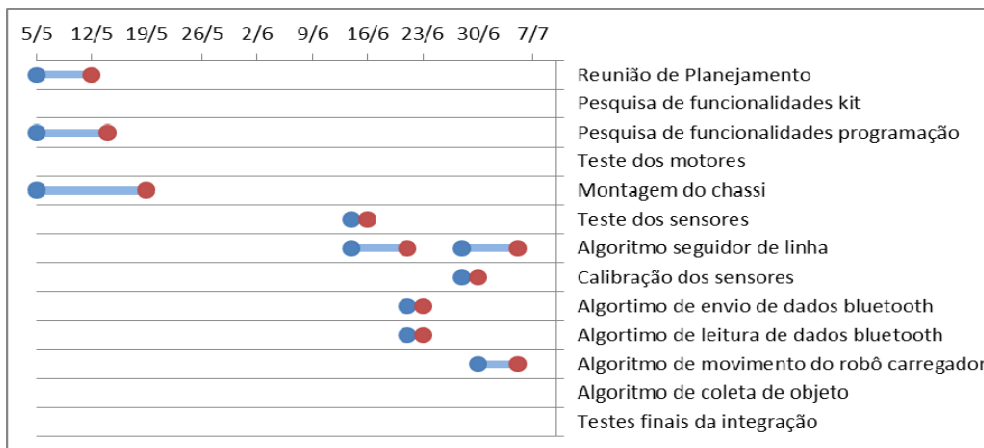 5/5 12/5 19/5 26/5 2/6 9/6 16/6 23/6 30/6 7/7
Reunião de Planejamento
Pesquisa de funcionalidades kit
Pesquisa de funcionalidades programação
Teste dos motores
Montagem do chassi
Teste dos sensores
Algoritmo seguidor de linha
Calibração dos sensores
Algortimo de envio de dados bluetooth
Algortimo de leitura de dados bluetooth
Algoritmo de movimento do robô carregador
Algoritmo de coleta de objeto
Testes finais da integração